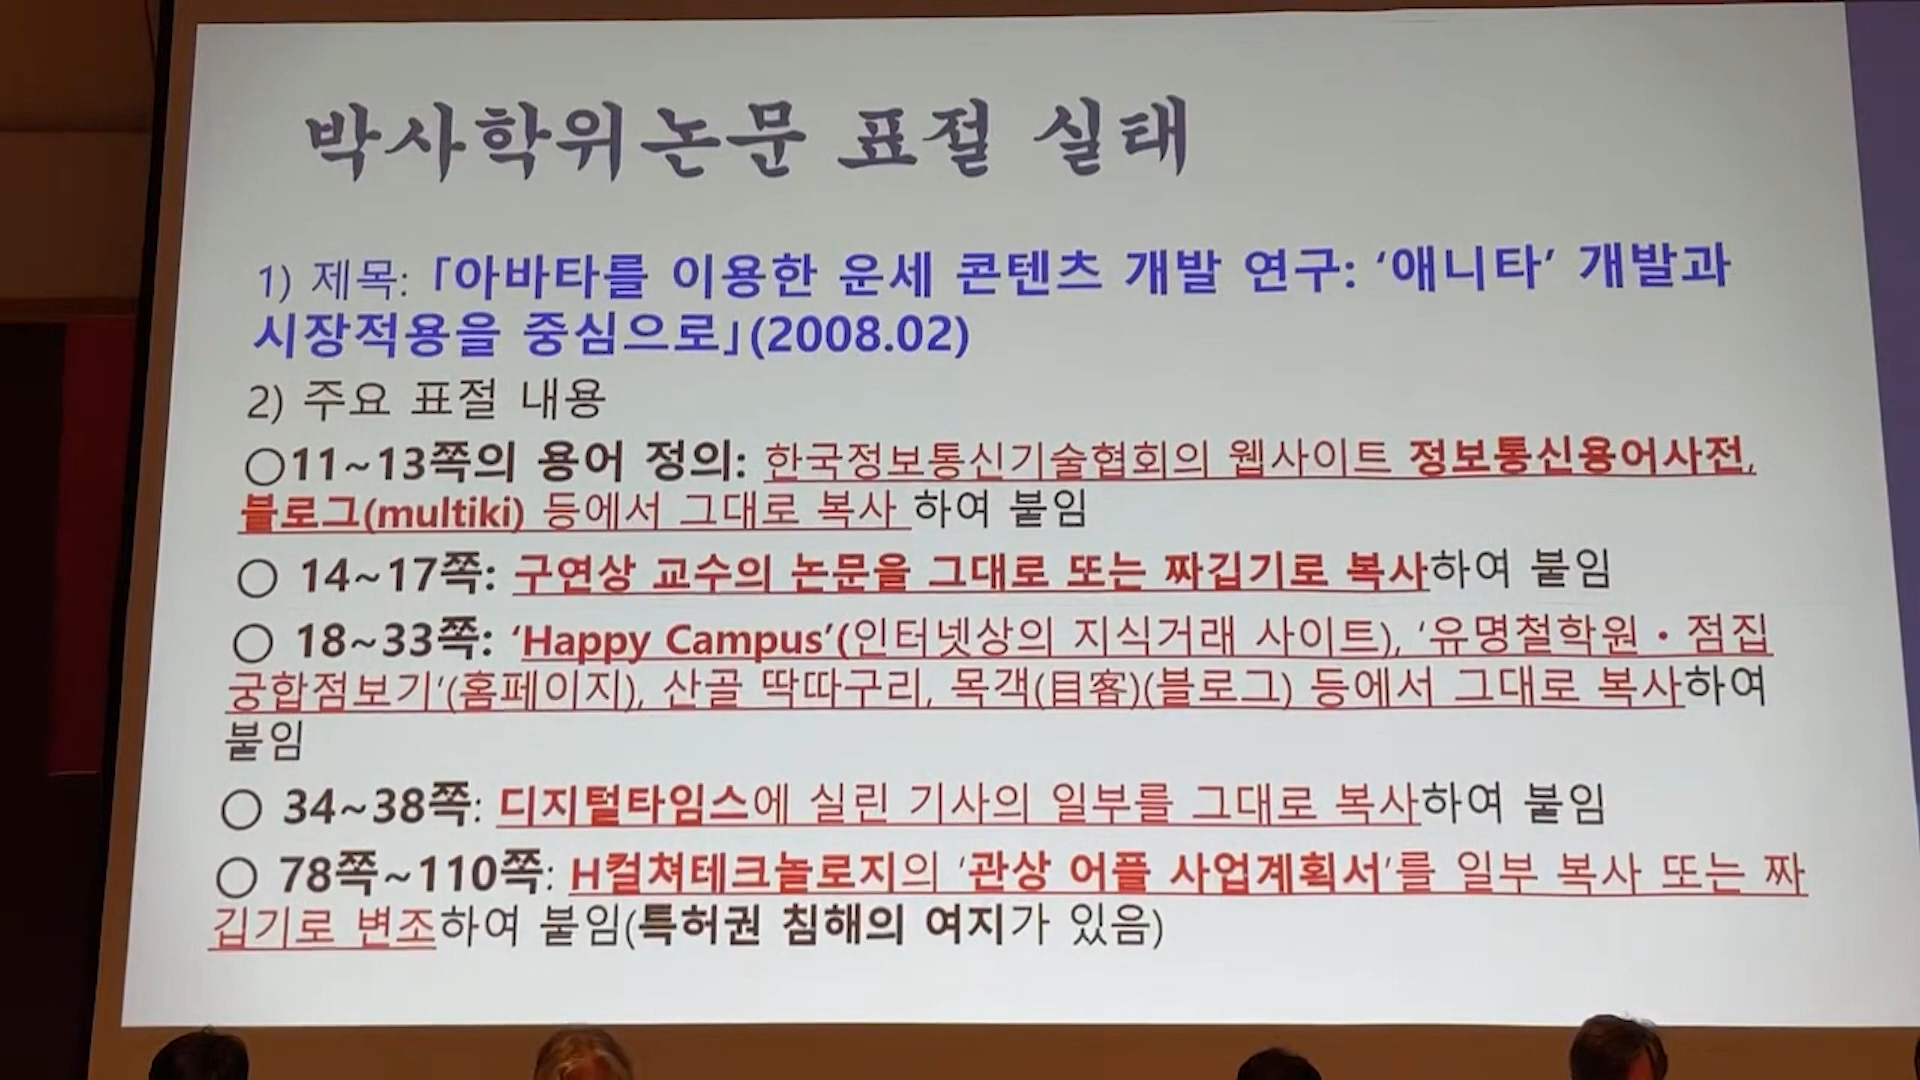 박사학위논문 표절 실태
1) 제목: 「아바타를 이용한 운세 콘텐츠 개발 연구: ‘애니타’ 개발과
시장적용을 중심으로」(2008.02)
2) 주요 표절 내용
○11~13쪽의 용어 정의: 한국정보통신기술협회의 웹사이트 정보통신용어사전,
블로그(multiki) 등에서 그대로 복사 하여 붙임
○ 14~17쪽: 구연상 교수의 논문을 그대로 또는 짜깁기로 복사하여 붙임
○ 18~33쪽: ‘Happy Campus’(인터넷상의 지식거래 사이트), ‘유명철학원・점집
궁합점보기’(홈페이지), 산골 딱따구리, 목객(目客)(블로그) 등에서 그대로 복사하여
붙임
○ 34~38쪽: 디지털타임스에 실린 기사의 일부를 그대로 복사하여 붙임
○ 78쪽~110쪽: H컬쳐테크놀로지의 ‘관상 어플 사업계획서’를 일부 복사 또는 짜
깁기로 변조하여 붙임(특허권 침해의 여지가 있음)